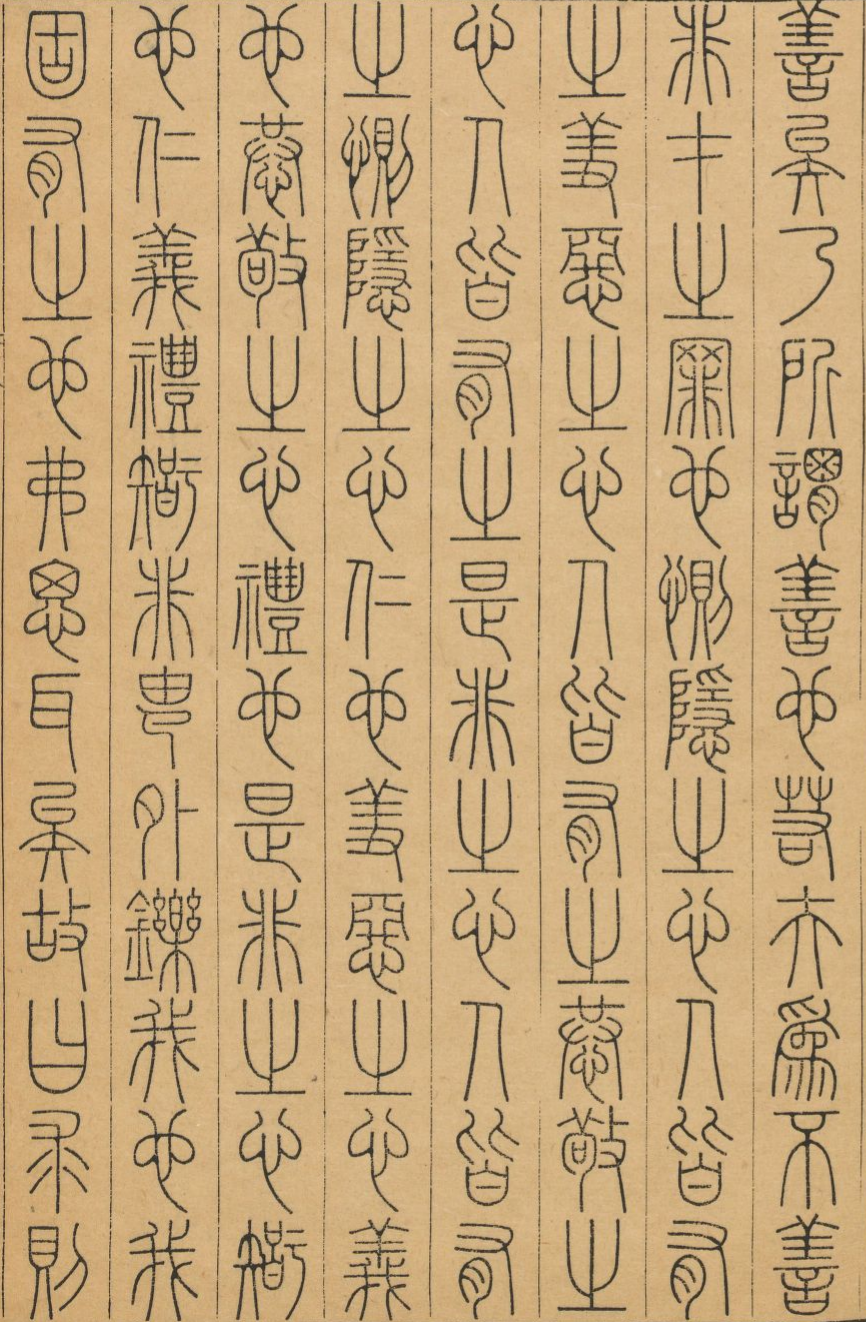 善矣乃所謂善也若夫爲不善
非才之罪也惻隱之心人皆有
之羞惡之心人皆有之恭敬之
心人皆有之是非之心人皆有
之惻隱之心仁也羞惡之心義
也恭敬之心禮也是非之心智
也仁義禮智非由外鑠我也我
固有之也弗思耳矣故曰求則